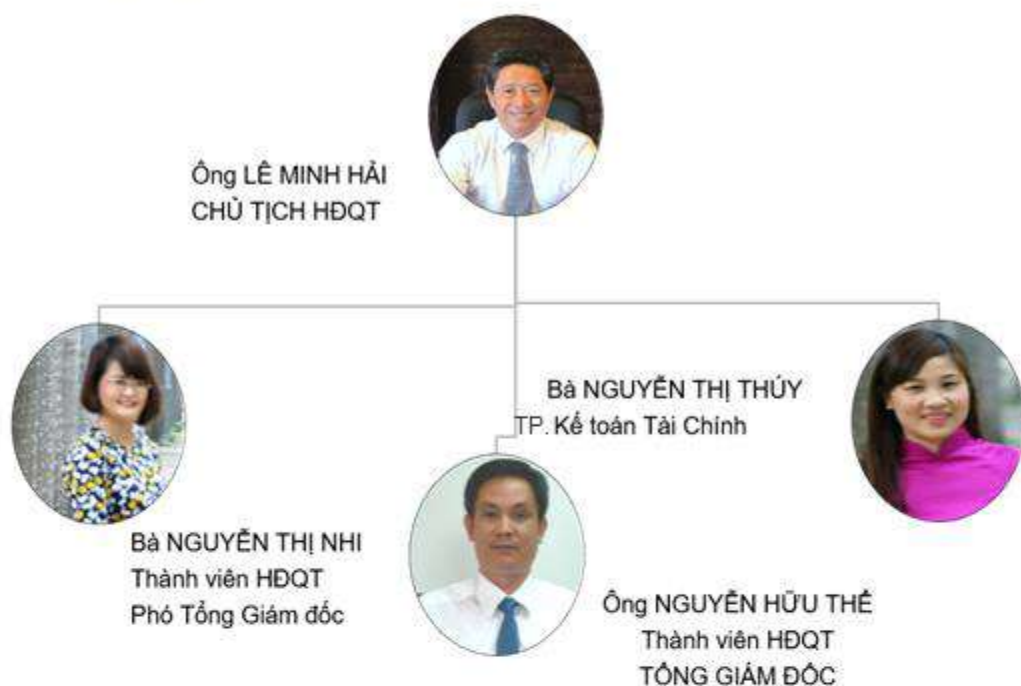 Ông LÊ MINH HẢI
CHỦ TỊCH HĐQT
Bà NGUYỄN THỊ THÚY
TP. Kế toán Tài Chính
Bà NGUYỄN THỊ NHI
Thành viên HĐQT
Phó Tổng Giám đốc
Ông NGUYỄN HỮU THỂ
Thành viên HĐQT
TỔNG GIÁM ĐỐC